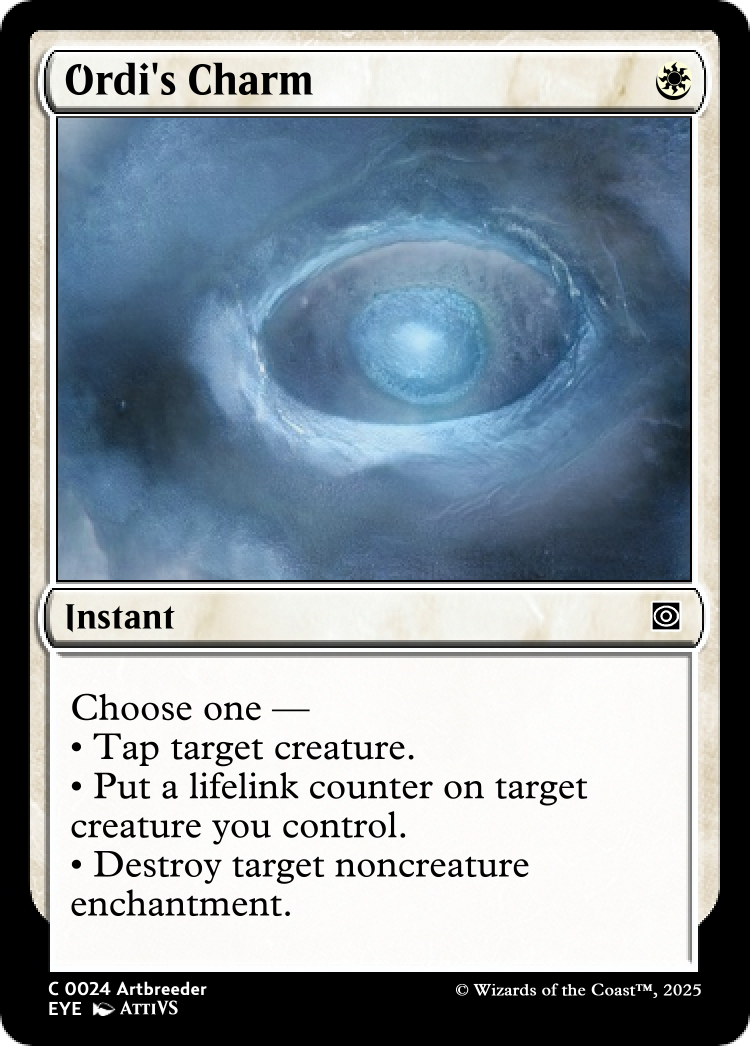 Ordi's Charm
Instant
Choose one —
• Tap target creature.
• Put a lifelink counter on target
creature you control.
• Destroy target noncreature
enchantment.
C 0024 Artbreeder
© Wizards of the Coast™, 2025
EYE AttiVS